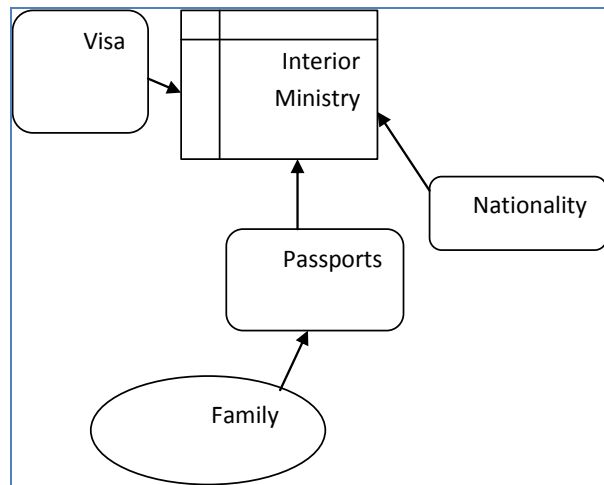 Visa
Interior
Ministry
Nationality
Passports
Family